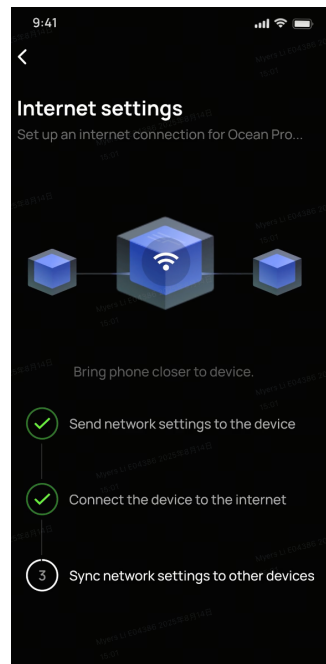 9:41
Internet settings
Set up an internet connection for Ocean Pro...
Bring phone closer to device.
Send network settings to the device
Connect the device to the internet
3 Sync network settings to other devices